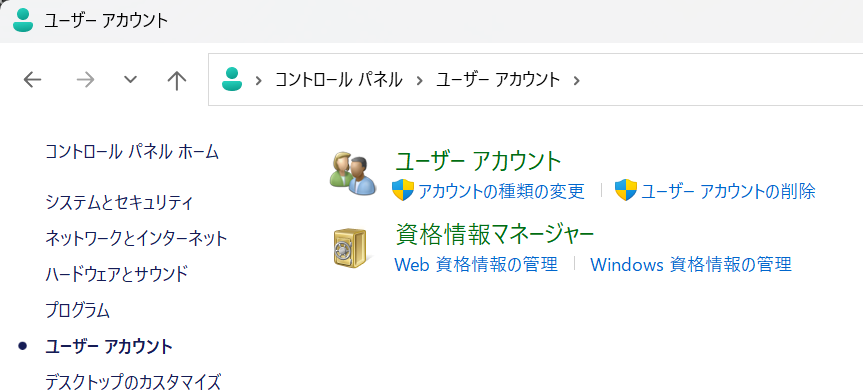 ユーザー アカウント
コントロール パネル ユーザー アカウント
コントロール パネル ホーム
システムとセキュリティ
ネットワークとインターネット
ハードウェアとサウンド
プログラム
ユーザー アカウント
デスクトップのカスタマイズ
ユーザー アカウント
アカウントの種類の変更 ユーザー アカウントの削除
資格情報マネージャー
Web 資格情報の管理 Windows 資格情報の管理